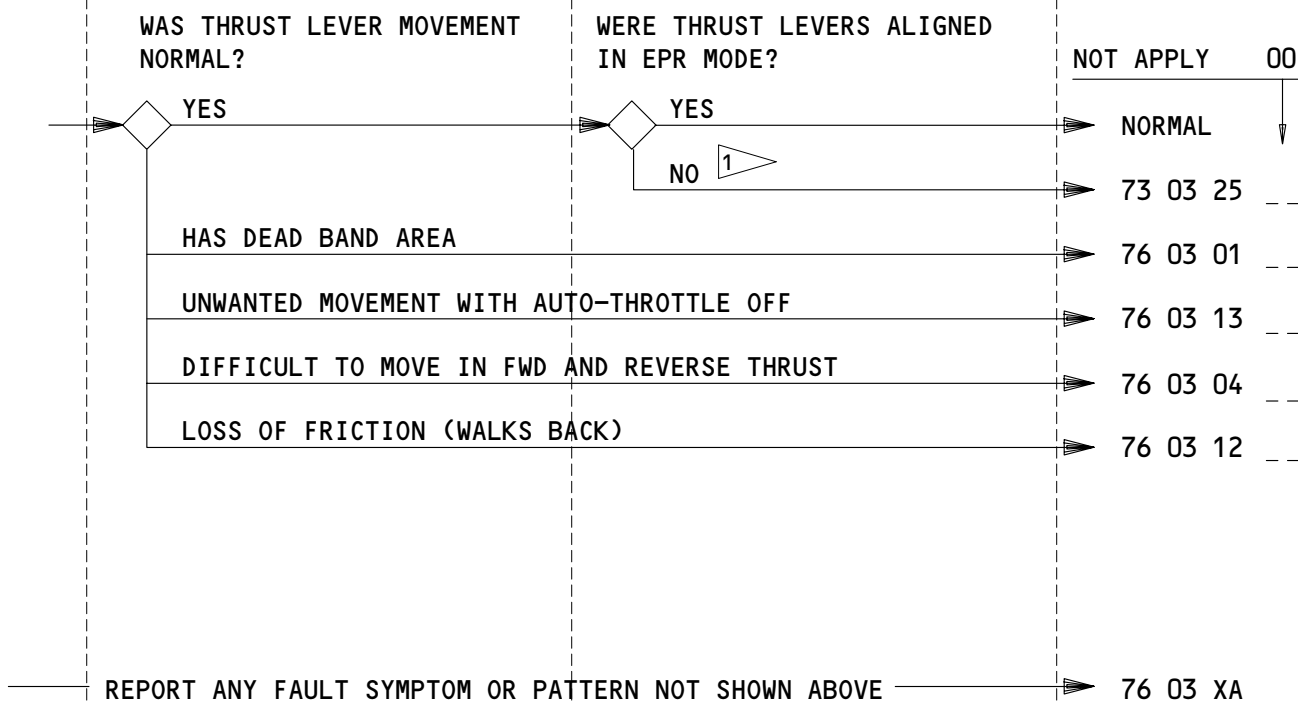 WAS THRUST LEVER MOVEMENT
NORMAL?
WERE THRUST LEVERS ALIGNED
IN EPR MODE?
NOT APPLY 00
YES
YES
NORMAL
NO 1
73 03 25 _ _
HAS DEAD BAND AREA
76 03 01 _ _
UNWANTED MOVEMENT WITH AUTO-THROTTLE OFF
76 03 13 _ _
DIFFICULT TO MOVE IN FWD AND REVERSE THRUST
76 03 04 _ _
LOSS OF FRICTION (WALKS BACK)
76 03 12 _ _
REPORT ANY FAULT SYMPTOM OR PATTERN NOT SHOWN ABOVE
76 03 XA